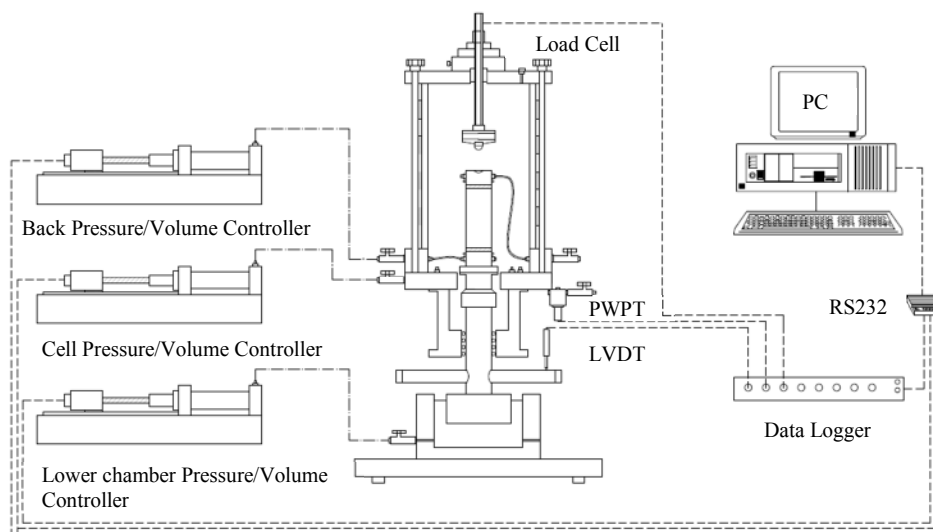 Load Cell
PC
Back Pressure/Volume Controller
PWPT
RS232
Cell Pressure/Volume Controller
LVDT
Data Logger
Lower chamber Pressure/Volume
Controller